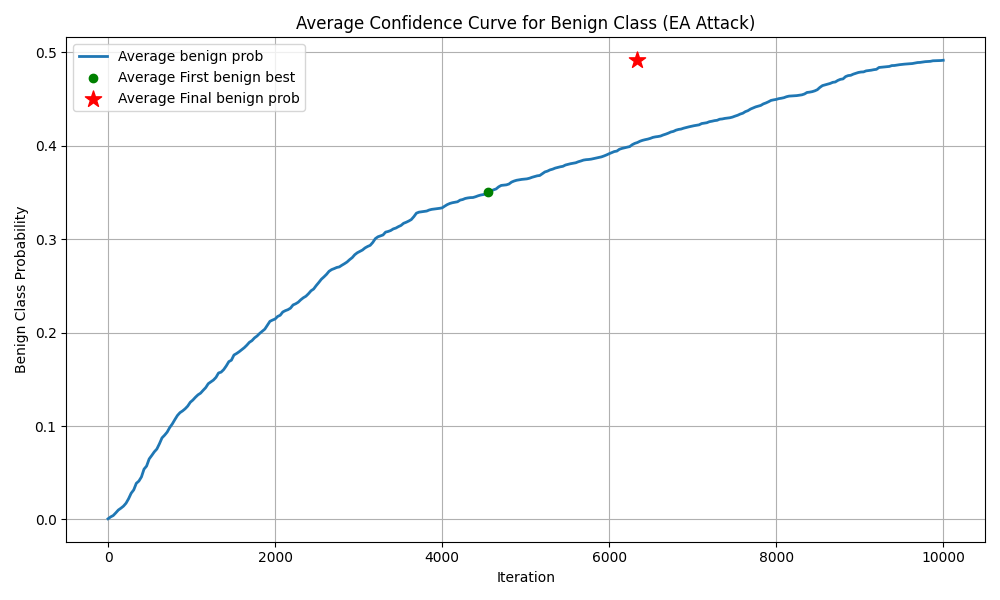 Average Confidence Curve for Benign Class (EA Attack)
Average benign prob
Average First benign best
Average Final benign prob
Benign Class Probability
0.5
0.4
0.3
0.2
0.1
0.0
0 2000 4000 6000 8000 10000
Iteration